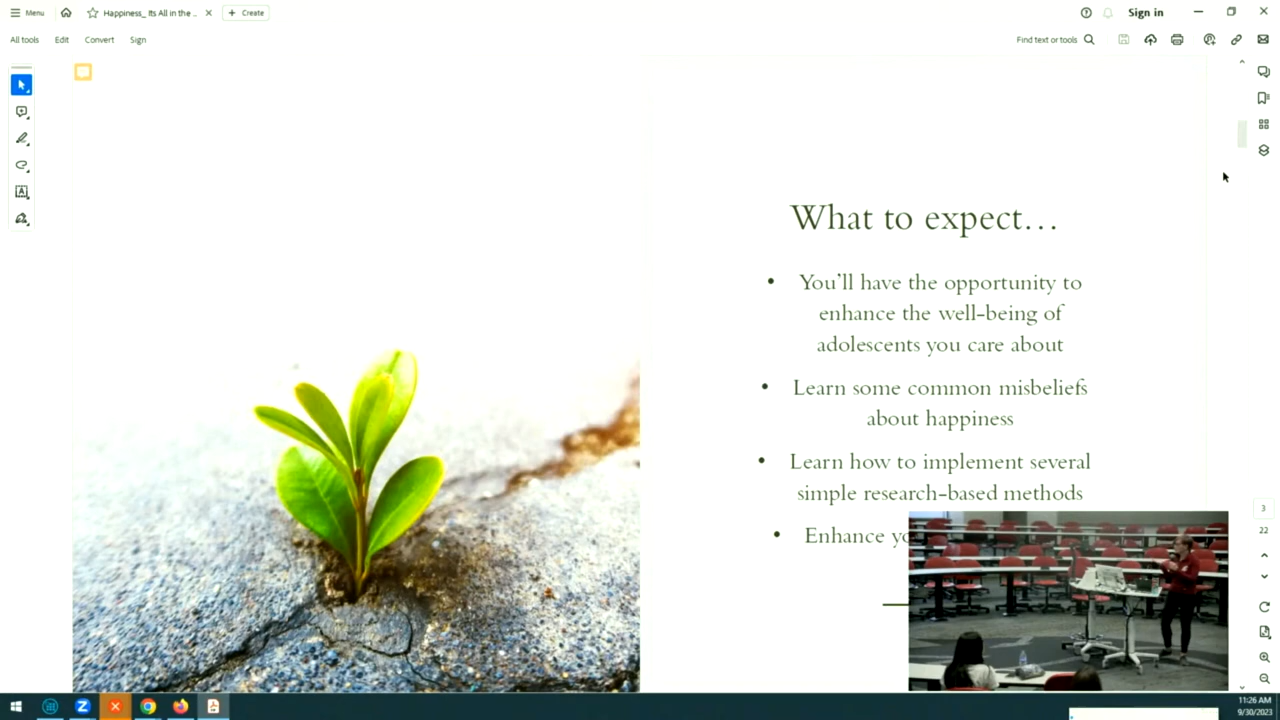 Menu
Happiness_ Its All in the ..
Create
Sign in
All tools
Edit
Convert
Sign
Find text or tools
What to expect…
• You’ll have the opportunity to
enhance the well-being of
adolescents you care about
• Learn some common misbeliefs
about happiness
• Learn how to implement several
simple research-based methods
• Enhance
3
22
11:26 AM
9/30/2023